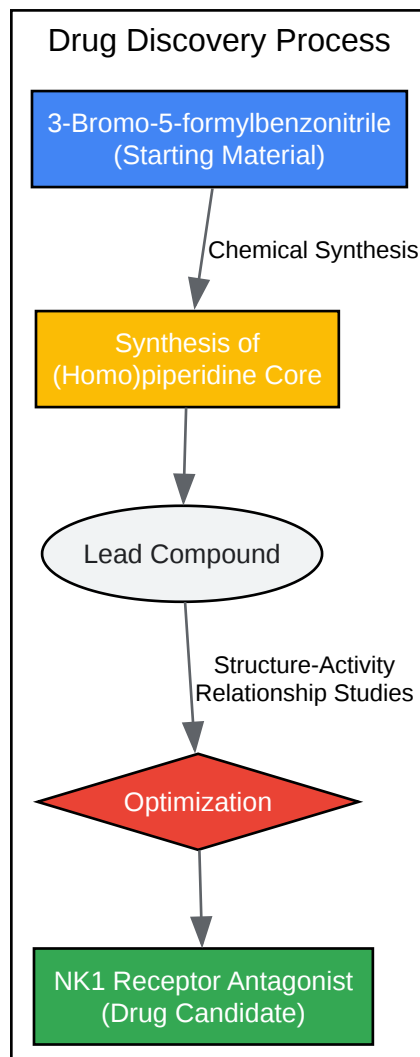 Drug Discovery Process
3-Bromo-5-formylbenzonitrile
(Starting Material)
Chemical Synthesis
Synthesis of
(Homo)piperidine Core
Lead Compound
Structure-Activity
Relationship Studies
Optimization
NK1 Receptor Antagonist
(Drug Candidate)